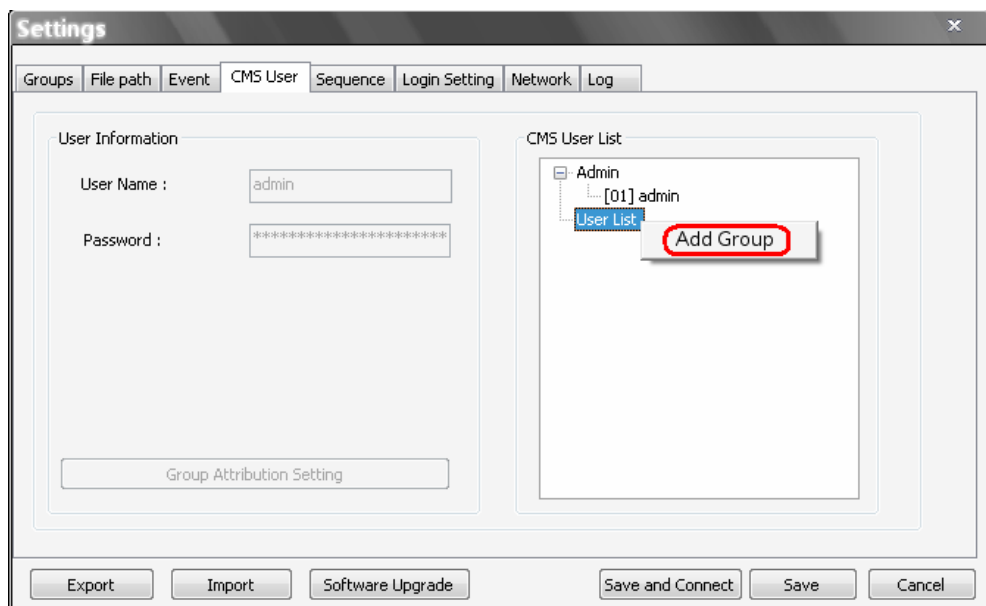 Settings
Groups File path Event CMS User Sequence Login Setting Network Log
User Information
User Name :
admin
Password :
**********************
Group Attribution Setting
CMS User List
Admin
[01] admin
User List
Add Group
Export Import Software Upgrade Save and Connect Save Cancel